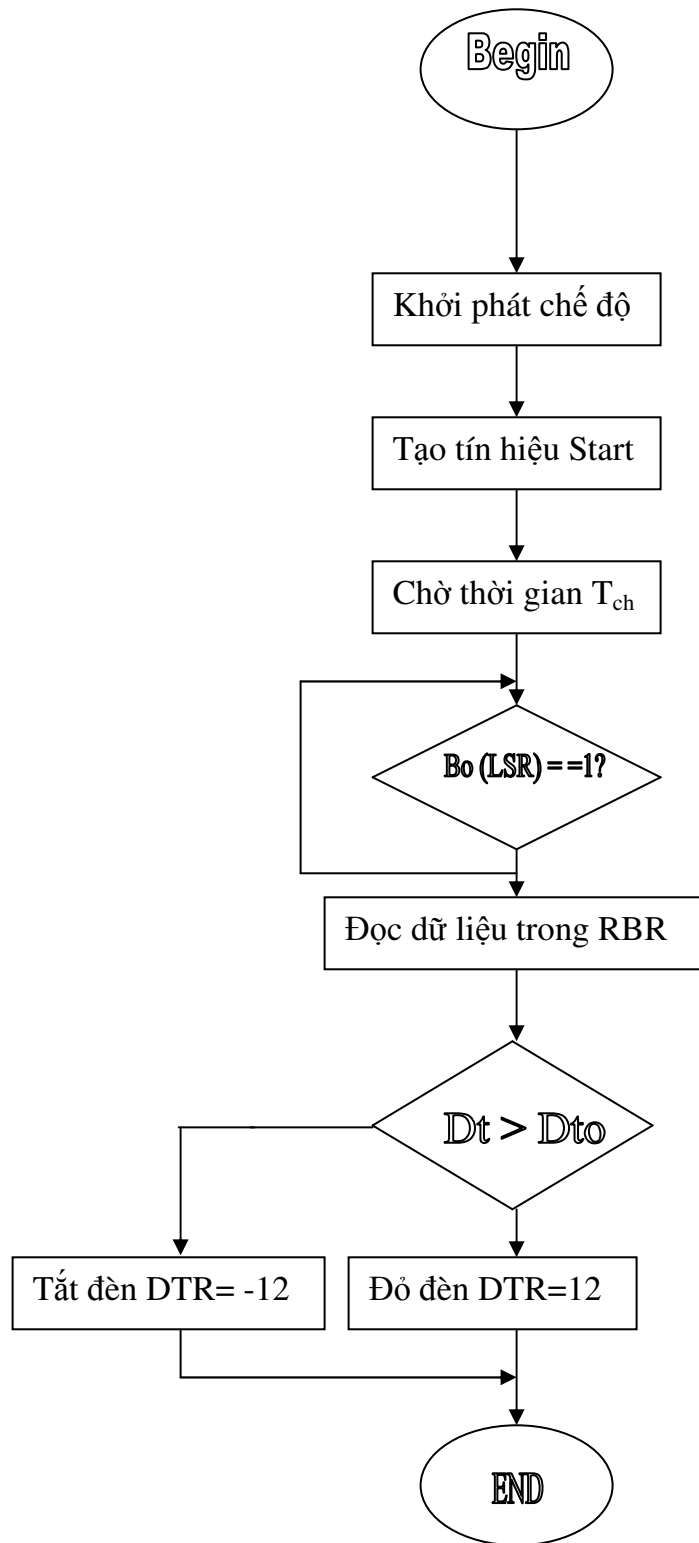 Begin
Khởi phát chế độ
Tạo tín hiệu Start
Chờ thời gian T_ch
Bo (LSR) = =1?
Đọc dữ liệu trong RBR
Dt > Dto
Tắt đèn DTR= -12
Đỏ đèn DTR=12
END